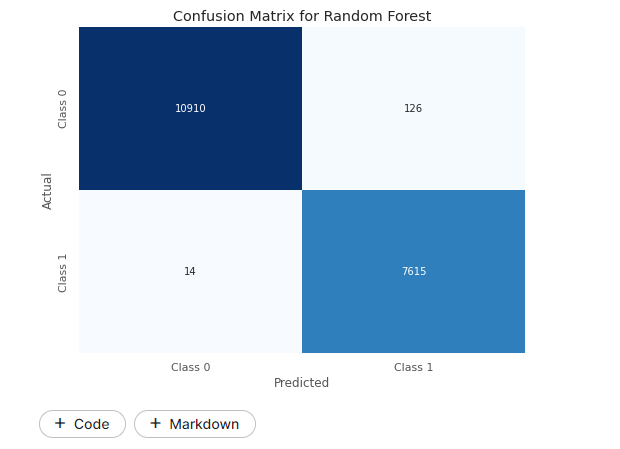 Confusion Matrix for Random Forest
Class 0
10910
126
Actual
Class 1
14
7615
Class 0
Class 1
Predicted
+ Code
+ Markdown